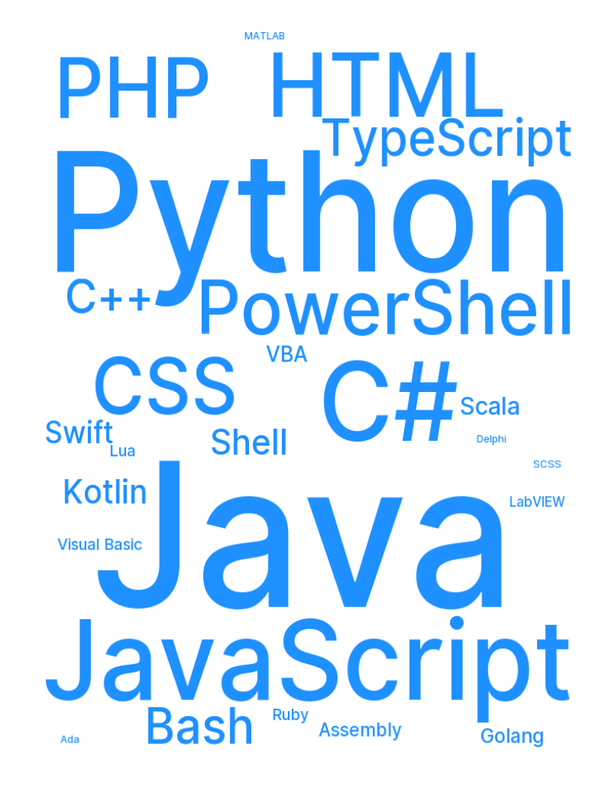 MATLAB
PHP
HTML
TypeScript
Python
C++
PowerShell
VBA
CSS
C#
Scala
Swift
Shell
Delphi
Lua
SCSS
Kotlin
Java
LabVIEW
Visual Basic
JavaScript
Bash
Ruby
Assembly
Golang
Ada